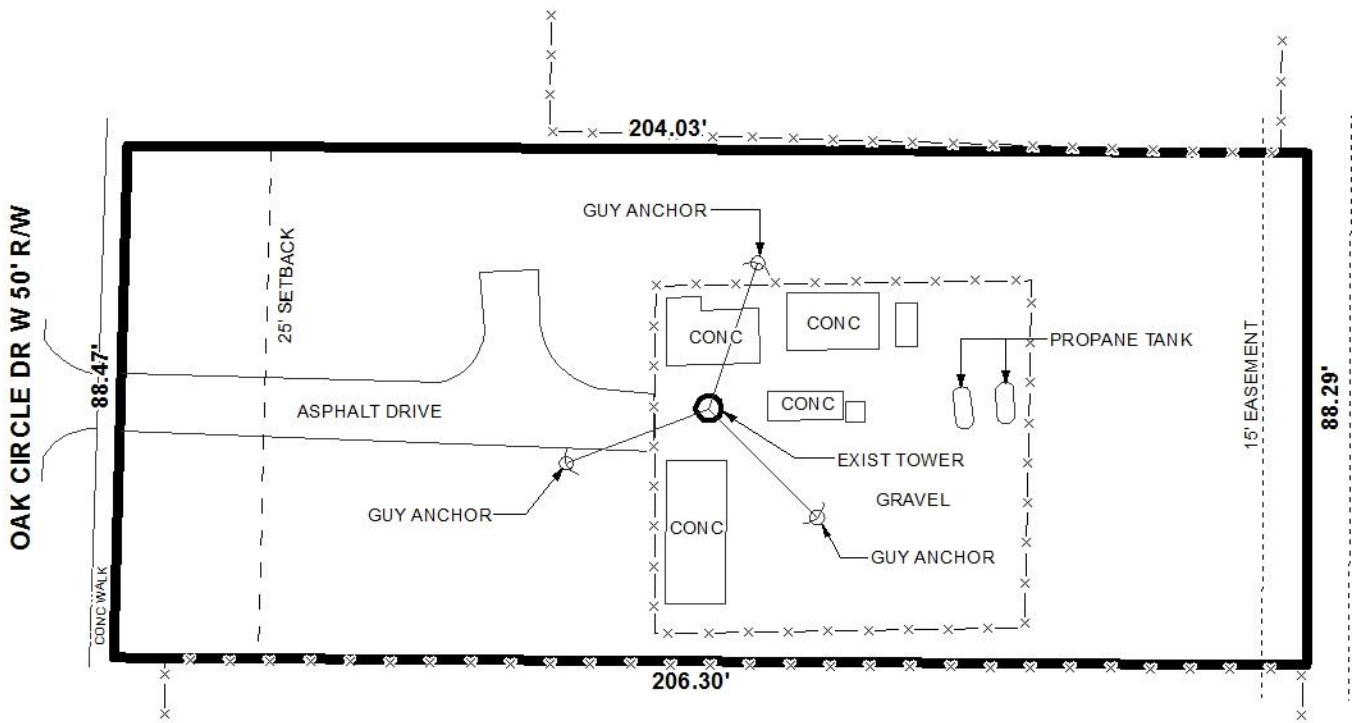 204.03'
OAK CIRCLE DR W 50' R/W
88.47'
CONC WALK
25' SETBACK
ASPHALT DRIVE
GUY ANCHOR
CONC
CONC
CONC
PROPANE TANK
EXIST TOWER
GRAVEL
GUY ANCHOR
CONC
GUY ANCHOR
15' EASEMENT
88.29'
206.30'